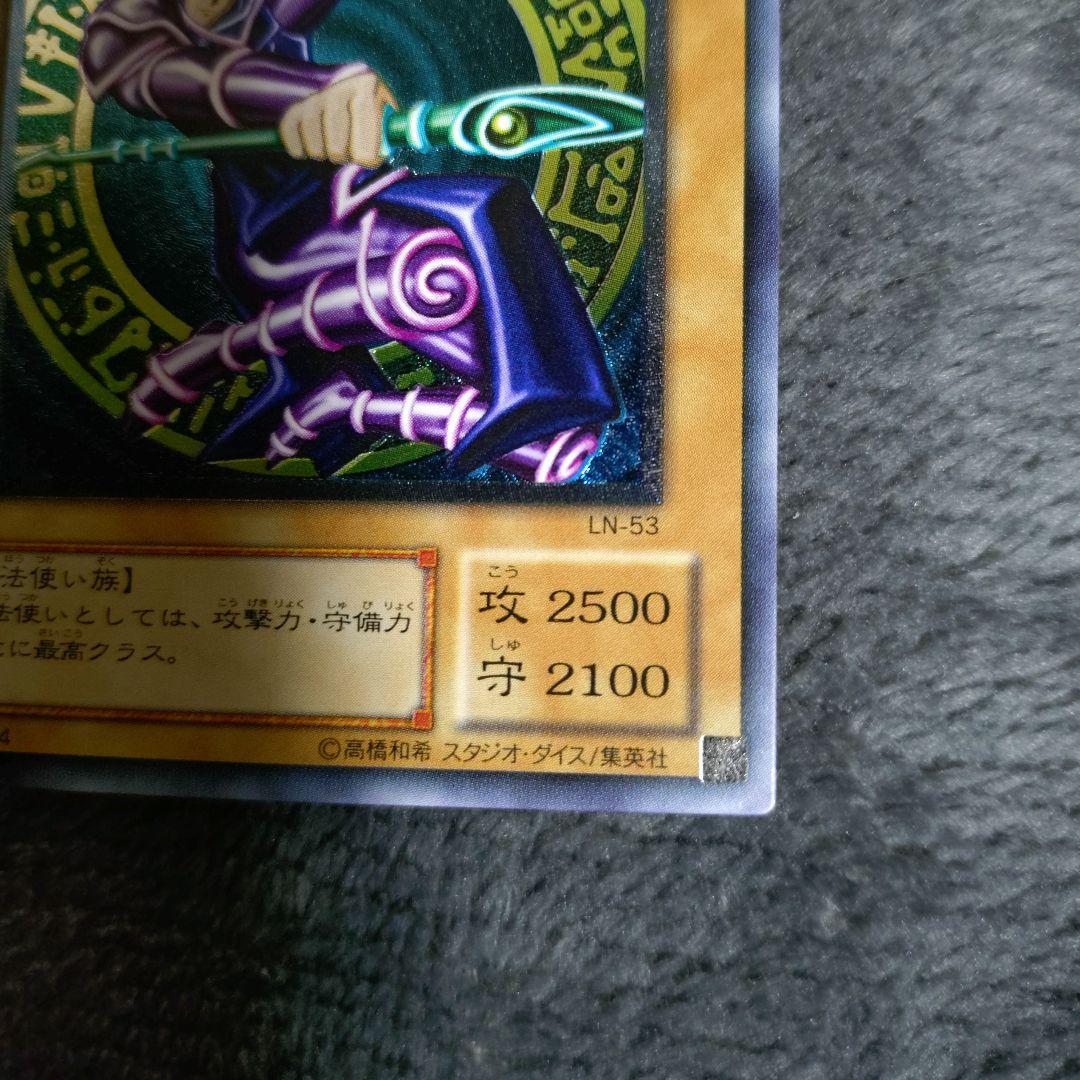 LN-53
法使い族】
法使いとしては、攻撃力・守備力
に最高クラス。
こう
攻 2500
しゅ
守 2100
4
©高橋和希 スタジオ・ダイス/集英社